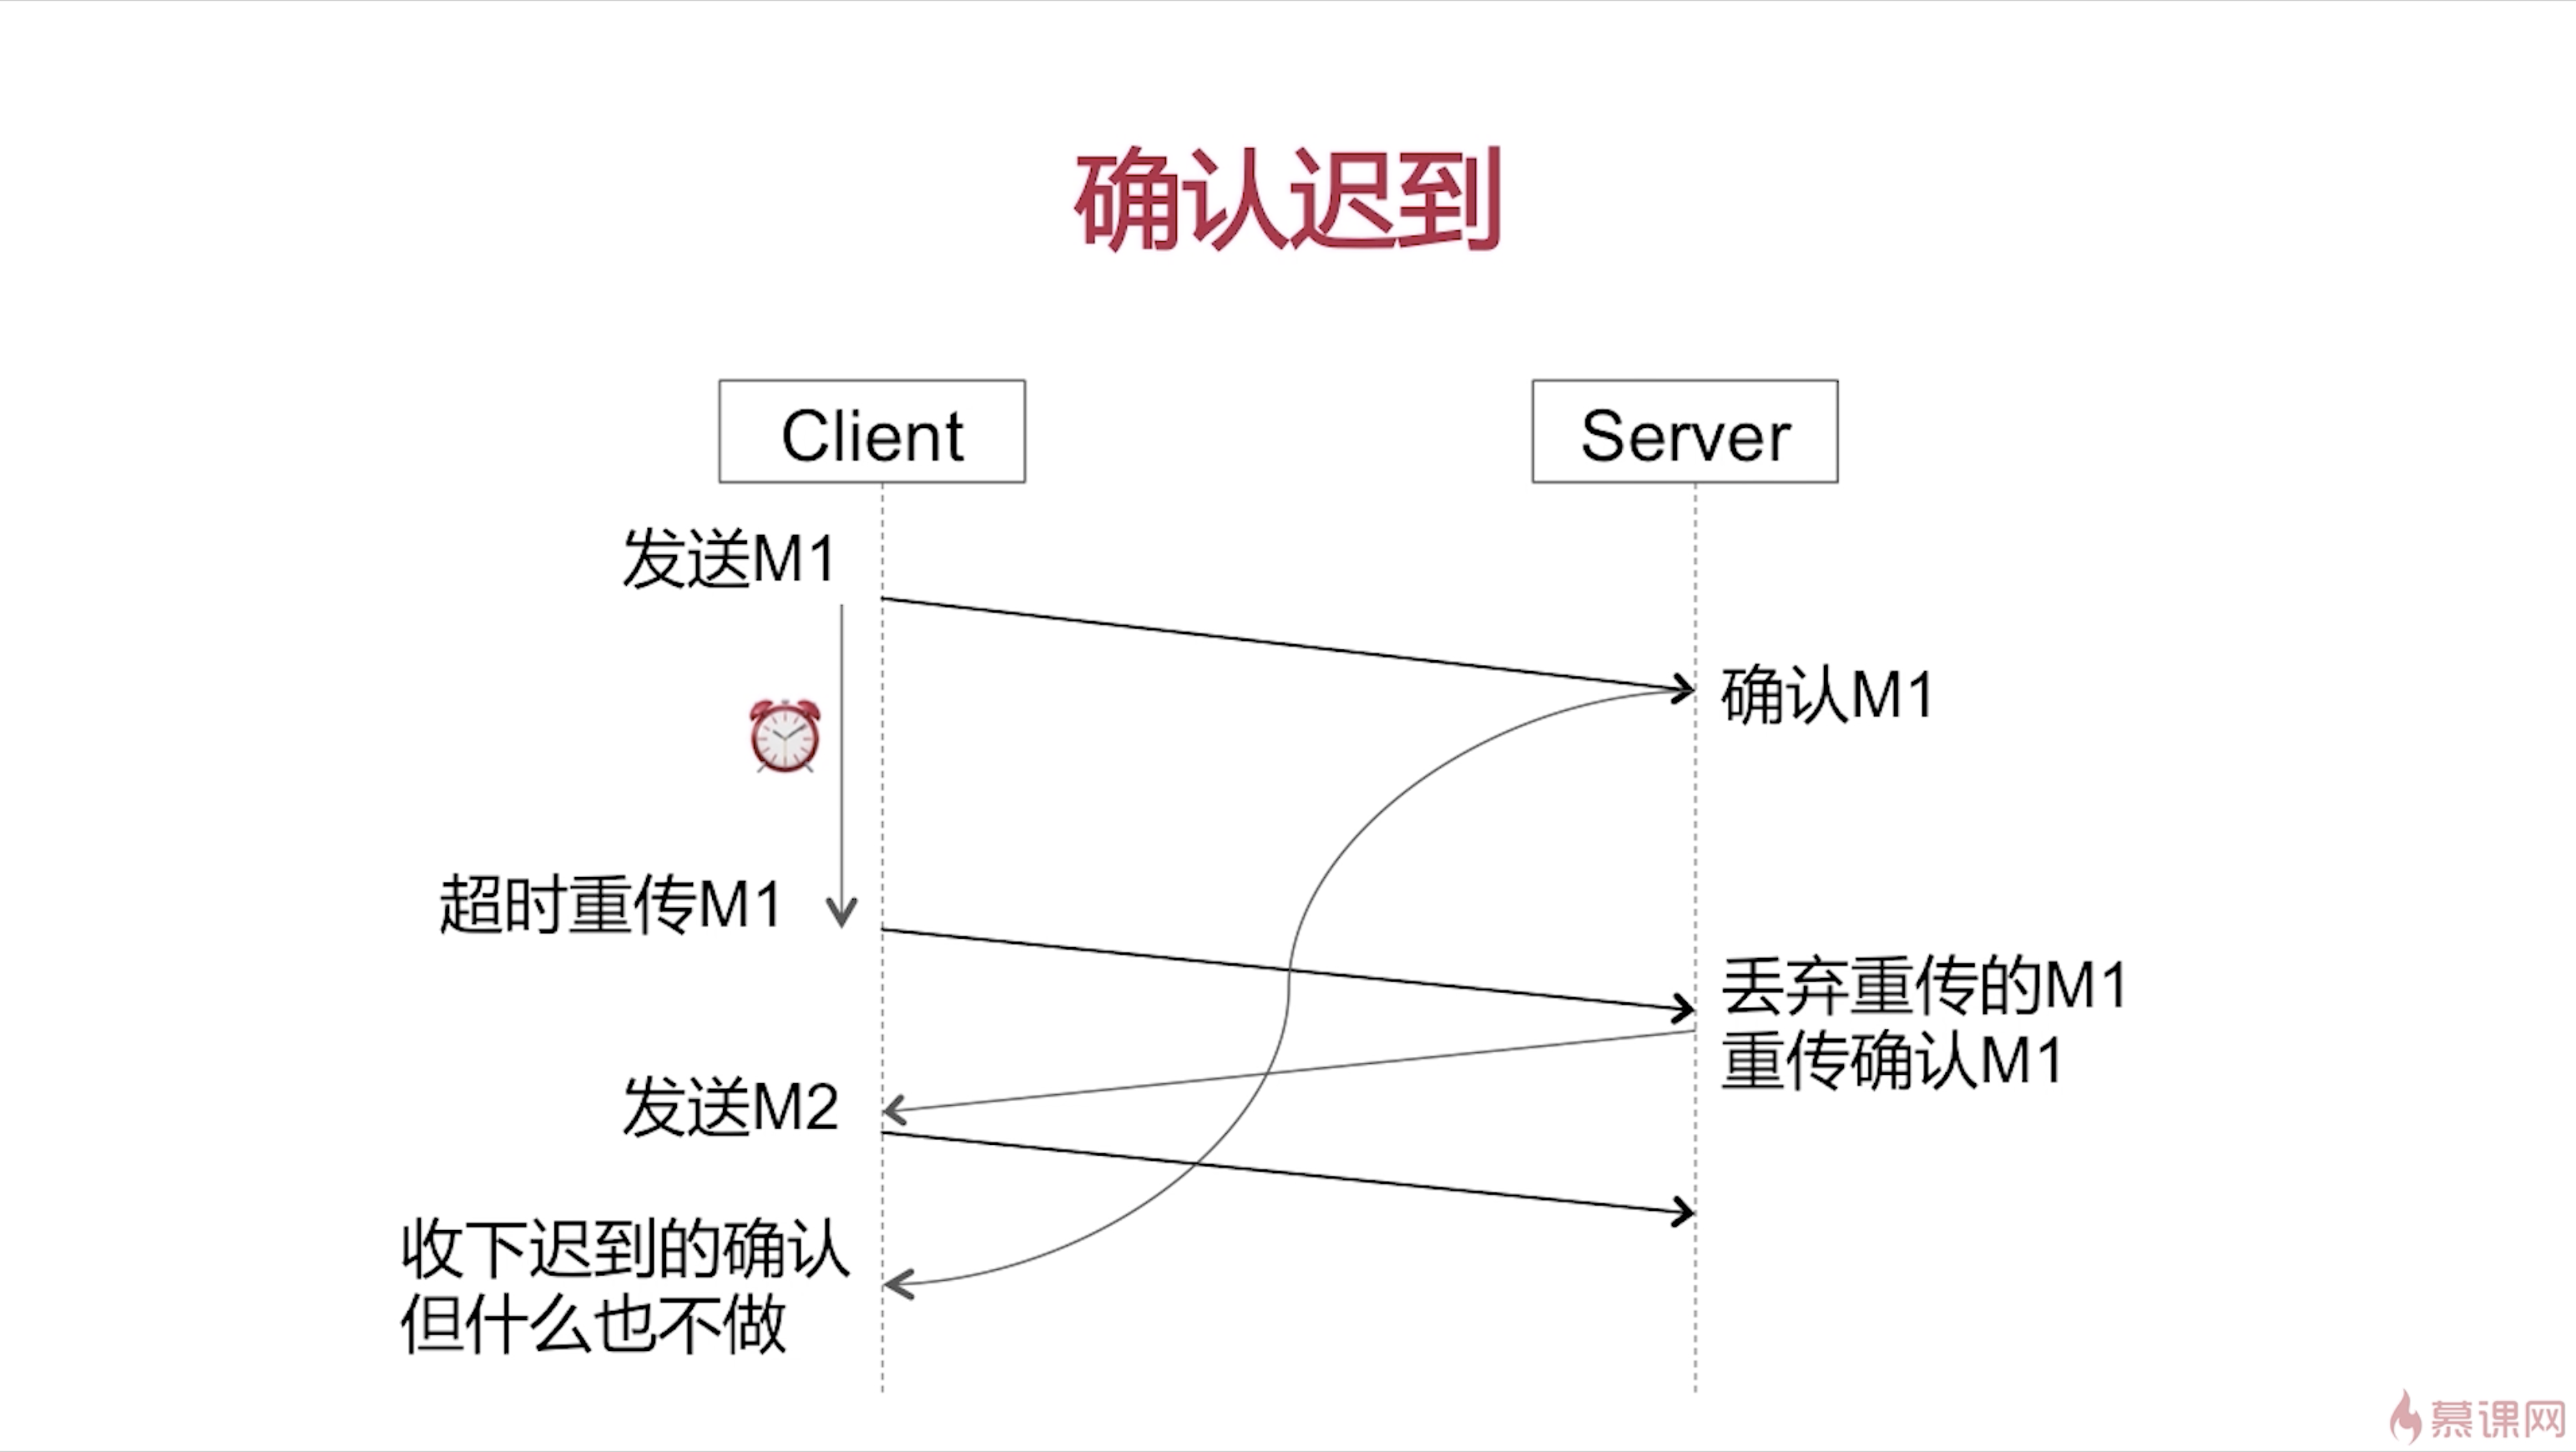 确认迟到
Client
Server
发送M1
确认M1
超时重传M1
丢弃重传的M1
重传确认M1
发送M2
收下迟到的确认
但什么也不做
慕课网